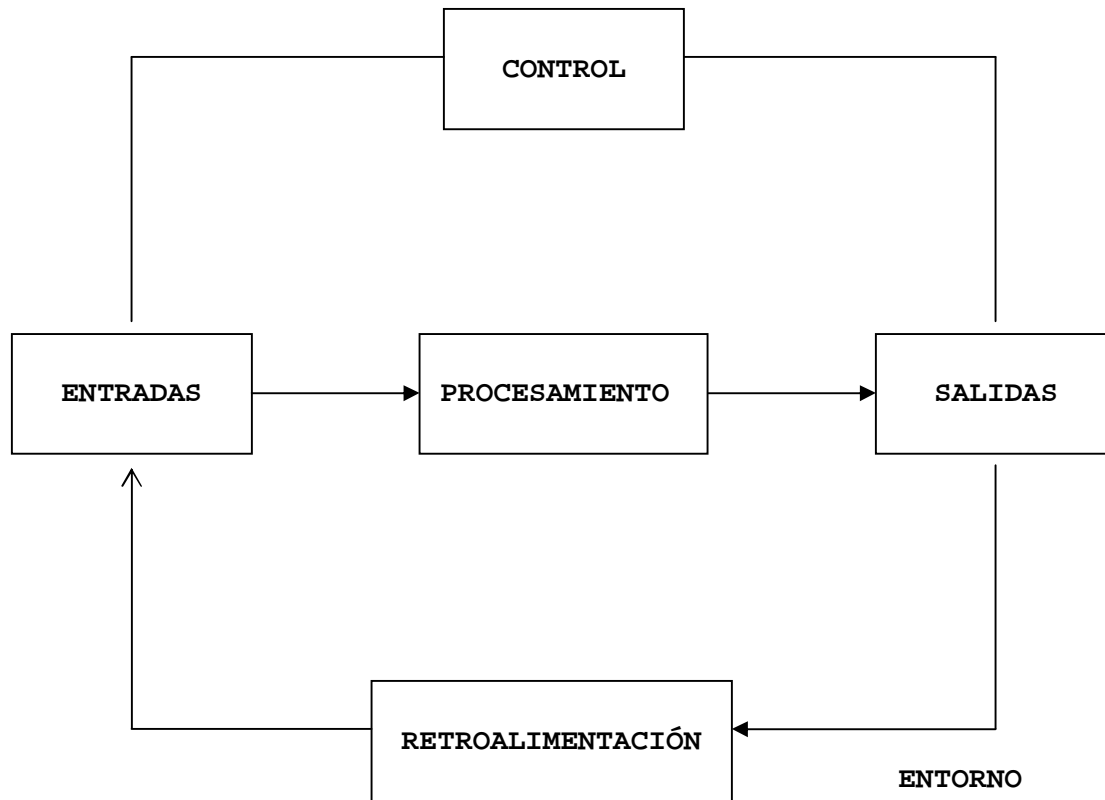 CONTROL
ENTRADAS
PROCESAMIENTO
SALIDAS
RETROALIMENTACIÓN
ENTORNO